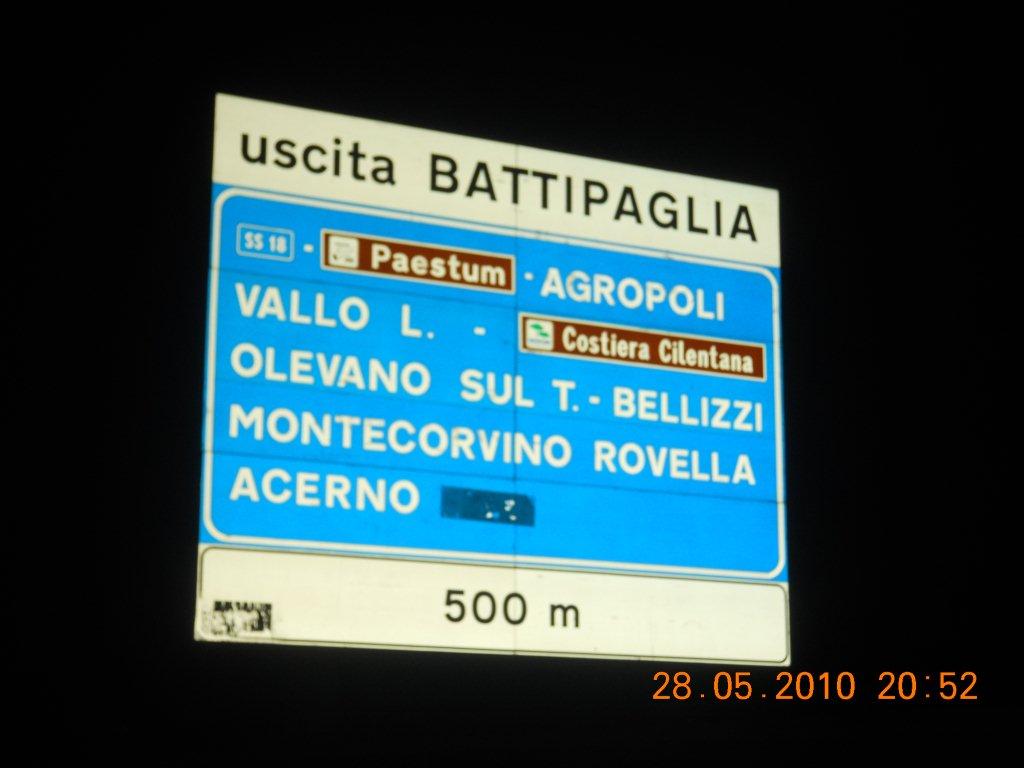 uscita BATTIPAGLIA
SS 18 - Paestum - AGROPOLI
VALLO L. - Costiera Cilentana
OLEVANO SUL T. - BELLIZZI
MONTECORVINO ROVELLA
ACERNO
500 m
28.05.2010 20:52